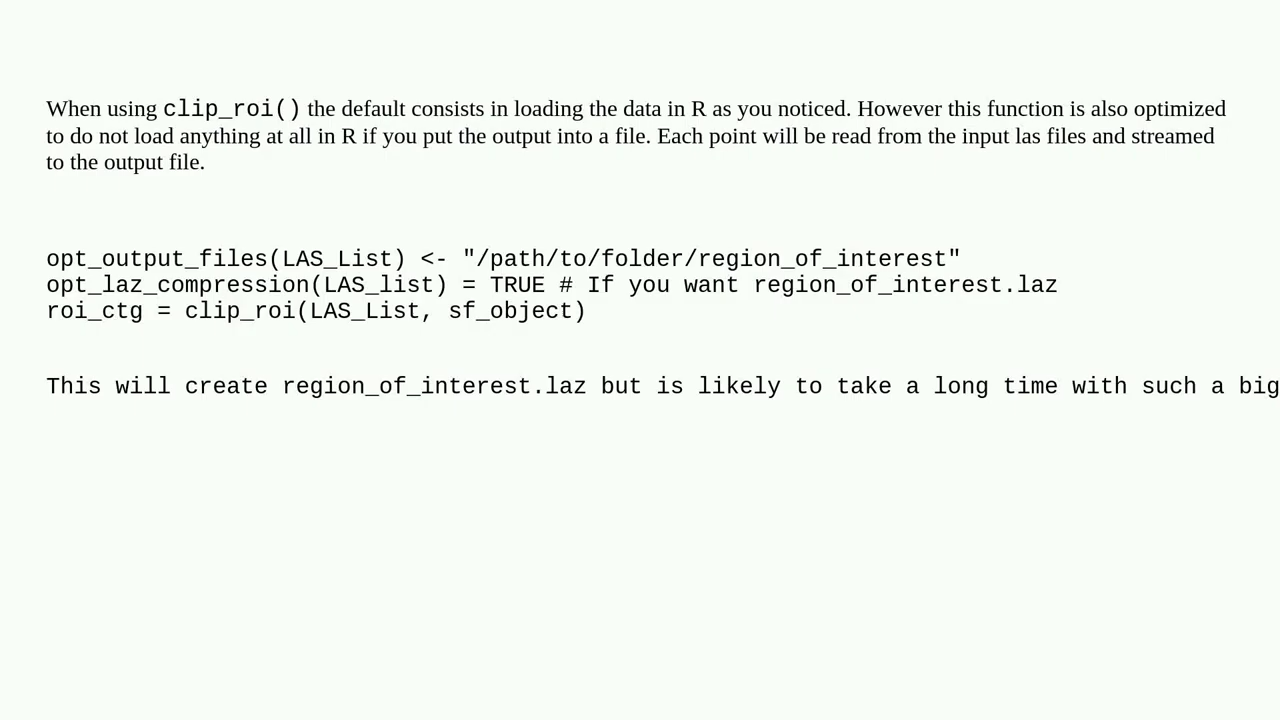 When using clip_roi() the default consists in loading the data in R as you noticed. However this function is also optimized
to do not load anything at all in R if you put the output into a file. Each point will be read from the input las files and streamed
to the output file.
opt_output_files(LAS_List) <- "/path/to/folder/region_of_interest"
opt_laz_compression(LAS_list) = TRUE # If you want region_of_interest.laz
roi_ctg = clip_roi(LAS_List, sf_object)
This will create region_of_interest.laz but is likely to take a long time with such a big